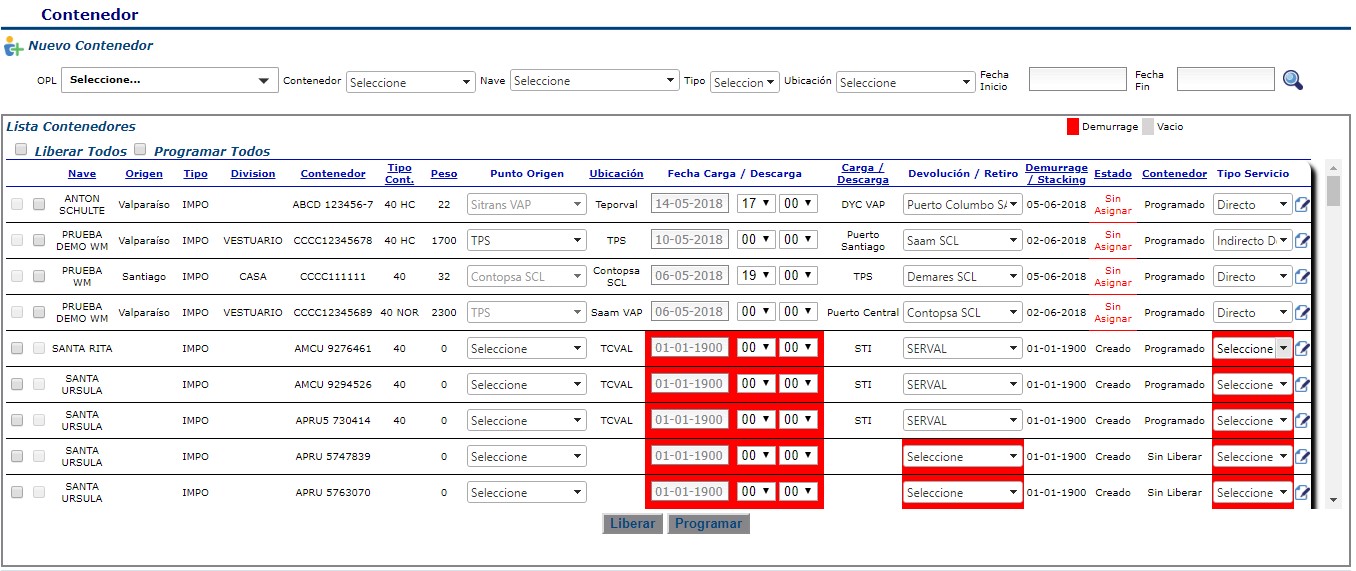 Contenedor
Nuevo Contenedor
OPL Seleccione... Contenedor Seleccione Nave Seleccione Tipo Seleccion Ubicación Seleccione Fecha Inicio Fecha Fin
Lista Contenedores Demurrage Vacio
Liberar Todos Programar Todos
Nave Origen Tipo Division Contenedor Tipo Cont. Peso Punto Origen Ubicación Fecha Carga / Descarga Carga / Descarga Devolución / Retiro Demurrage / Stacking Estado Contenedor Tipo Servicio
ANTON SCHULTE Valparaíso IMPO ABCD 123456-7 40 HC 22 Sitrans VAP Teporval 14-05-2018 17 00 DYC VAP Puerto Columbo SA 05-06-2018 Sin Asignar Programado Directo
PRUEBA DEMO WM Valparaíso IMPO VESTUARIO CCCC12345678 40 HC 1700 TPS TPS 10-05-2018 00 00 Puerto Santiago Saam SCL 02-06-2018 Sin Asignar Programado Indirecto D
PRUEBA WM Santiago IMPO CASA CCCC111111 40 32 Contopsa SCL Contopsa SCL 06-05-2018 19 00 TPS Demares SCL 05-06-2018 Sin Asignar Programado Directo
PRUEBA DEMO WM Valparaíso IMPO VESTUARIO CCCC12345689 40 NOR 2300 TPS Saam VAP 06-05-2018 00 00 Puerto Central Contopsa SCL 02-06-2018 Sin Asignar Programado Directo
SANTA RITA IMPO AMCU 9276461 40 0 Seleccione TCVAL 01-01-1900 00 00 STI SERVAL 01-01-1900 Creado Programado Seleccione
SANTA URSULA IMPO AMCU 9294526 40 0 Seleccione TCVAL 01-01-1900 00 00 STI SERVAL 01-01-1900 Creado Programado Seleccione
SANTA URSULA IMPO APRU5 730414 40 0 Seleccione TCVAL 01-01-1900 00 00 STI SERVAL 01-01-1900 Creado Programado Seleccione
SANTA URSULA IMPO APRU 5747839 0 Seleccione 01-01-1900 00 00 Seleccione 01-01-1900 Creado Sin Liberar Seleccione
SANTA URSULA IMPO APRU 5763070 0 Seleccione 01-01-1900 00 00 Seleccione 01-01-1900 Creado Sin Liberar Seleccione
Liberar Programar